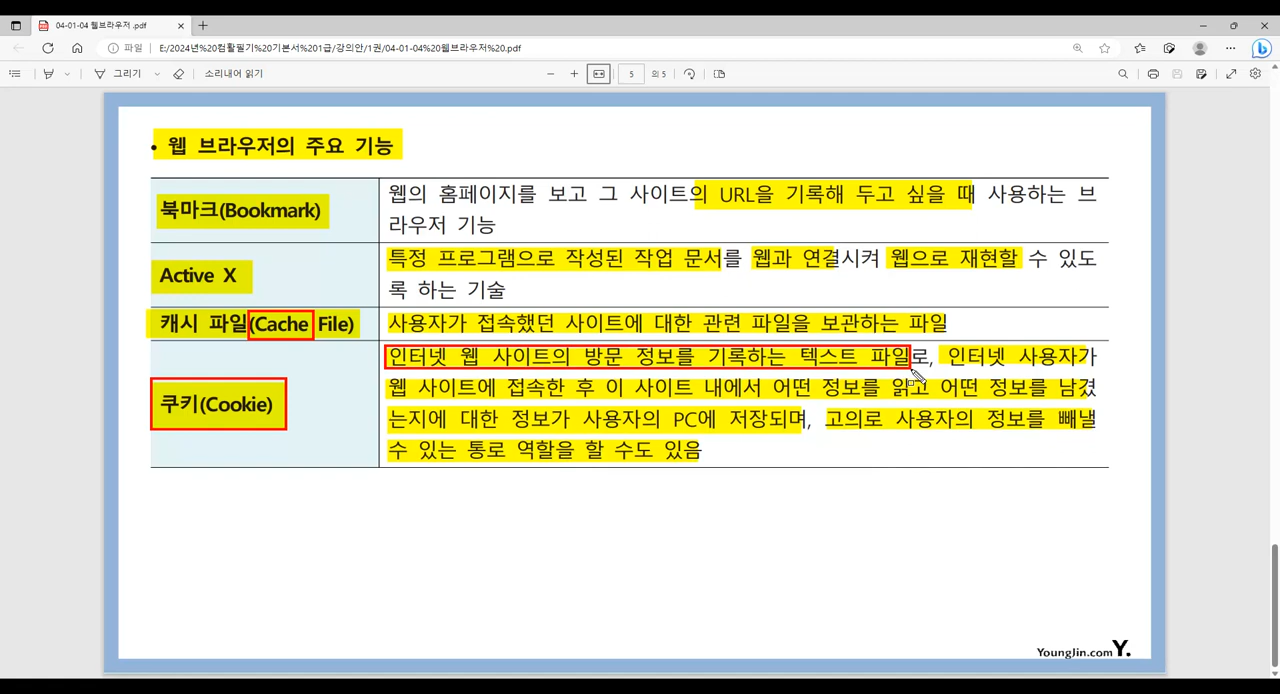 04-01-04 웹브라우저 .pdf
파일
E:/2024년%20컴활필기%20기본서%201급/강의안/1권/04-01-04%20웹브라우저%20.pdf
그리기
소리내어 읽기
5
의 5
• 웹 브라우저의 주요 기능
북마크(Bookmark)
웹의 홈페이지를 보고 그 사이트의 URL을 기록해 두고 싶을 때 사용하는 브
라우저 기능
Active X
특정 프로그램으로 작성된 작업 문서를 웹과 연결시켜 웹으로 재현할 수 있도
록 하는 기술
캐시 파일(Cache File)
사용자가 접속했던 사이트에 대한 관련 파일을 보관하는 파일
쿠키(Cookie)
인터넷 웹 사이트의 방문 정보를 기록하는 텍스트 파일로, 인터넷 사용자가
웹 사이트에 접속한 후 이 사이트 내에서 어떤 정보를 읽고 어떤 정보를 남겼
는지에 대한 정보가 사용자의 PC에 저장되며, 고의로 사용자의 정보를 빼낼
수 있는 통로 역할을 할 수도 있음
YoungJin.com Y.